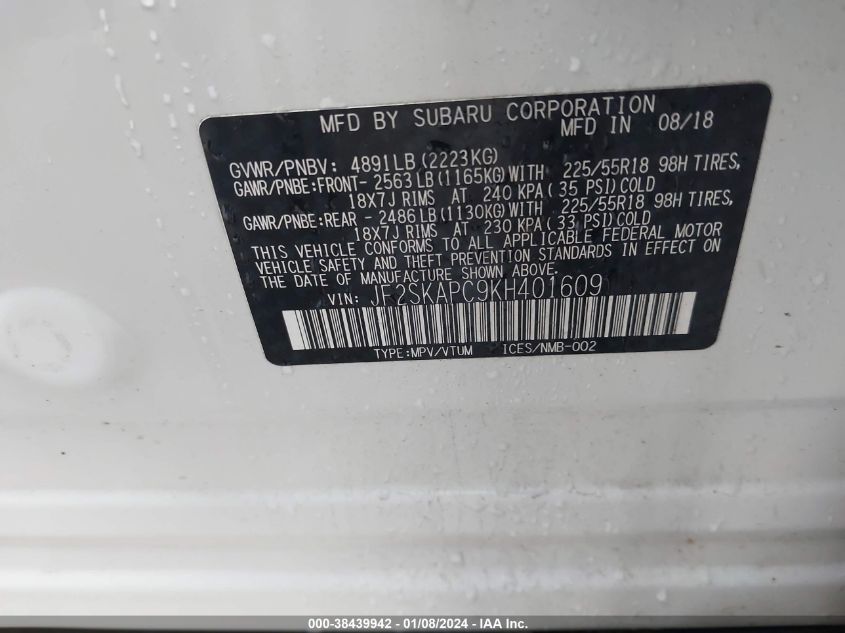 MFD BY SUBARU CORPORATION
MFD IN 08/18
GVWR/PNBV: 4891LB (2223KG)
GAWR/PNBE:FRONT- 2563LB(1165KG)WITH 225/55R18 98H TIRES,
18X7J RIMS AT 240 KPA( 35 PSI)COLD
GAWR/PNBE:REAR - 2486LB(1130KG)WITH 225/55R18 98H TIRES,
18X7J RIMS AT 230 KPA( 33 PSI)COLD
THIS VEHICLE CONFORMS TO ALL APPLICABLE FEDERAL MOTOR
VEHICLE SAFETY AND THEFT PREVENTION STANDARDS IN EFFECT ON
THE DATE OF MANUFACTURE SHOWN ABOVE.
VIN: JF2SKAPC9KH401609
TYPE:MPV/VTUM ICES/NMB-002
000-38439942 - 01/08/2024 - IAA Inc.